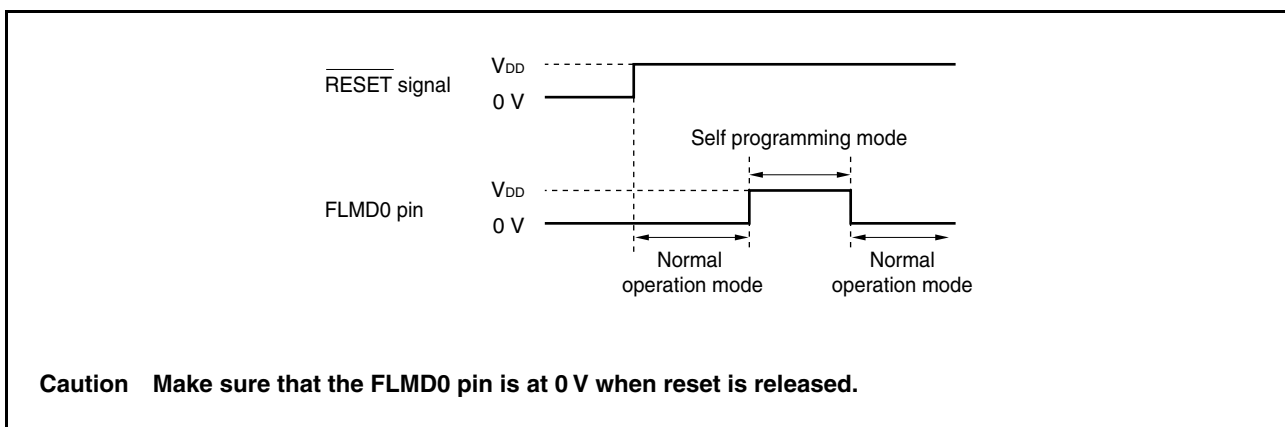 RESET signal
VDD
0 V
Self programming mode
FLMD0 pin
VDD
0 V
Normal
operation mode
Normal
operation mode
Caution Make sure that the FLMD0 pin is at 0 V when reset is released.